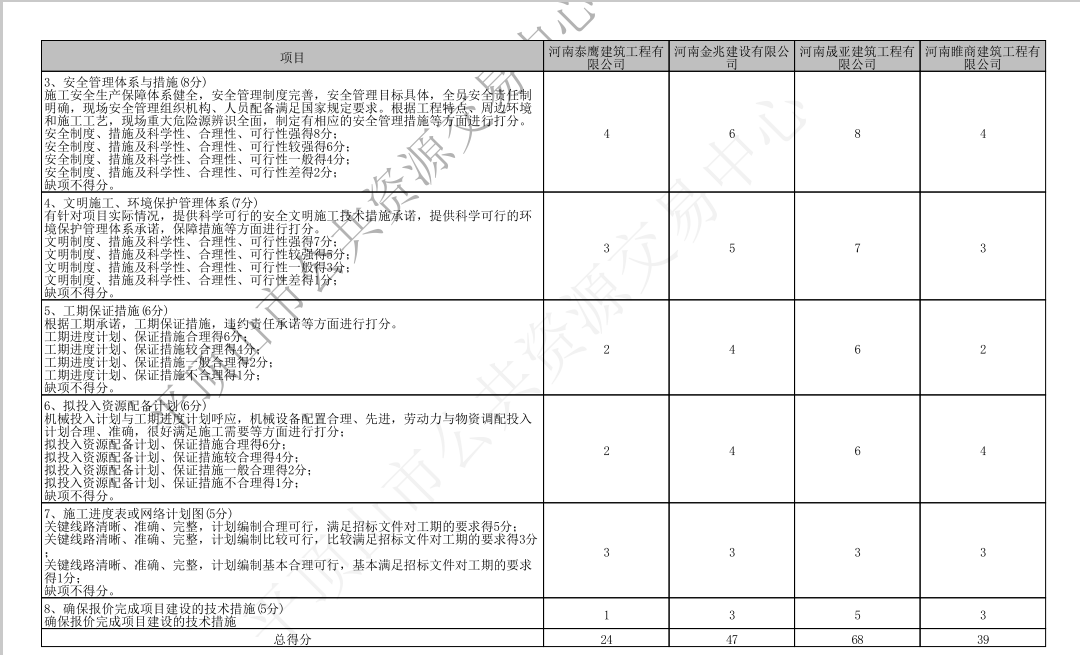 项目
河南泰鹰建筑工程有
限公司
河南金兆建设有限公
司
河南晟亚建筑工程有
限公司
河南睢商建筑工程有
限公司
3、安全管理体系与措施(8分)
施工安全生产保障体系健全，安全管理制度完善，安全管理目标具体，全员安全责任制
明确，现场安全管理组织机构、人员配备满足国家规定要求。根据工程特点、周边环境
和施工工艺，现场重大危险源辨识全面，制定有相应的安全管理措施等方面进行打分。
安全制度、措施及科学性、合理性、可行性强得8分；
安全制度、措施及科学性、合理性、可行性较强得6分；
安全制度、措施及科学性、合理性、可行性一般得4分；
安全制度、措施及科学性、合理性、可行性差得2分；
缺项不得分。
4 6 8 4
4、文明施工、环境保护管理体系(7分)
有针对项目实际情况，提供科学可行的安全文明施工技术措施承诺，提供科学可行的环
境保护管理体系承诺，保障措施等方面进行打分。
文明制度、措施及科学性、合理性、可行性强得7分；
文明制度、措施及科学性、合理性、可行性较强得5分；
文明制度、措施及科学性、合理性、可行性一般得3分；
文明制度、措施及科学性、合理性、可行性差得1分；
缺项不得分。
3 5 7 3
5、工期保证措施(6分)
根据工期承诺，工期保证措施，违约责任承诺等方面进行打分。
工期进度计划、保证措施合理得6分；
工期进度计划、保证措施较合理得4分；
工期进度计划、保证措施一般合理得2分；
工期进度计划、保证措施不合理得1分；
缺项不得分。
2 4 6 2
6、拟投入资源配备计划(6分)
机械投入计划与工期进度计划呼应，机械设备配置合理、先进，劳动力与物资调配投入
计划合理、准确，很好满足施工需要等方面进行打分；
拟投入资源配备计划、保证措施合理得6分；
拟投入资源配备计划、保证措施较合理得4分；
拟投入资源配备计划、保证措施一般合理得2分；
拟投入资源配备计划、保证措施不合理得1分；
缺项不得分。
2 4 6 4
7、施工进度表或网络计划图(5分)
关键线路清晰、准确、完整，计划编制合理可行，满足招标文件对工期的要求得5分；
关键线路清晰、准确、完整，计划编制比较可行，比较满足招标文件对工期的要求得3分
；
关键线路清晰、准确、完整，计划编制基本合理可行，基本满足招标文件对工期的要求
得1分；
缺项不得分。
3 3 3 3
8、确保报价完成项目建设的技术措施(5分)
确保报价完成项目建设的技术措施
1 3 5 3
总得分 24 47 68 39
平顶山市公共资源交易中心
平顶山市公共资源交易中心